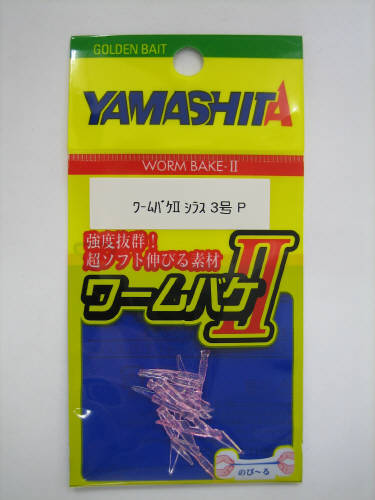 GOLDEN BAIT
YAMASHITA
WORM BAKE-II
ﾜｰﾑﾊﾞｹⅡ ｼﾗｽ 3号 P
強度抜群!
超ソフト伸びる素材
ワームバケⅡ
のび〜る